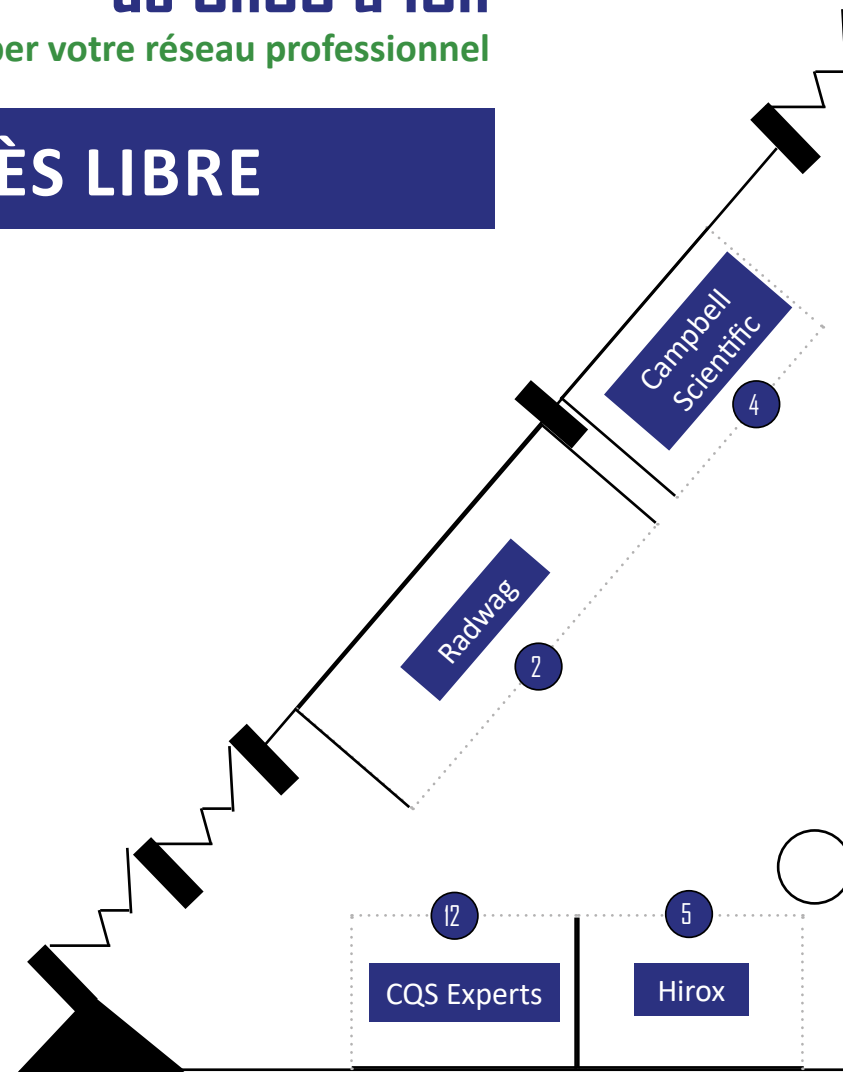 per votre réseau professionnel
ÈS LIBRE
Campbell
Scientific
4
Radwag
2
12
5
CQS Experts
Hirox